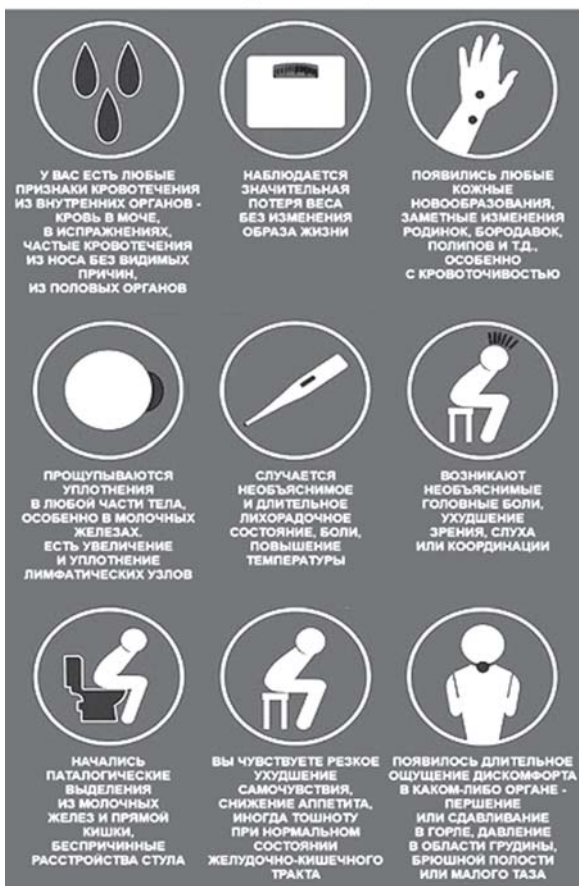 У ВАС ЕСТЬ ЛЮБЫЕ
ПРИЗНАКИ КРОВОТЕЧЕНИЯ
ИЗ ВНУТРЕННИХ ОРГАНОВ -
КРОВЬ В МОЧЕ,
В ИСПРАЖНЕНИЯХ,
ЧАСТЫЕ КРОВОТЕЧЕНИЯ
ИЗ НОСА БЕЗ ВИДИМЫХ
ПРИЧИН,
ИЗ ПОЛОВЫХ ОРГАНОВ
НАБЛЮДАЕТСЯ
ЗНАЧИТЕЛЬНАЯ
ПОТЕРЯ ВЕСА
БЕЗ ИЗМЕНЕНИЯ
ОБРАЗА ЖИЗНИ
ПОЯВИЛИСЬ ЛЮБЫЕ
КОЖНЫЕ
НОВООБРАЗОВАНИЯ,
ЗАМЕТНЫЕ ИЗМЕНЕНИЯ
РОДИНОК, БОРОДАВОК,
ПОЛИПОВ И Т.Д.,
ОСОБЕННО
С КРОВОТОЧИВОСТЬЮ
ПРОЩУПЫВАЮТСЯ
УПЛОТНЕНИЯ
В ЛЮБОЙ ЧАСТИ ТЕЛА,
ОСОБЕННО В МОЛОЧНЫХ
ЖЕЛЕЗАХ.
ЕСТЬ УВЕЛИЧЕНИЕ
И УПЛОТНЕНИЕ
ЛИМФАТИЧЕСКИХ УЗЛОВ
СЛУЧАЕТСЯ
НЕОБЪЯСНИМОЕ
И ДЛИТЕЛЬНОЕ
ЛИХОРАДОЧНОЕ
СОСТОЯНИЕ, БОЛИ,
ПОВЫШЕНИЕ
ТЕМПЕРАТУРЫ
ВОЗНИКАЮТ
НЕОБЪЯСНИМЫЕ
ГОЛОВНЫЕ БОЛИ,
УХУДШЕНИЕ
ЗРЕНИЯ, СЛУХА
ИЛИ КООРДИНАЦИИ
НАЧАЛИСЬ
ПАТАЛОГИЧЕСКИЕ
ВЫДЕЛЕНИЯ
ИЗ МОЛОЧНЫХ
ЖЕЛЕЗ И ПРЯМОЙ
КИШКИ,
БЕСПРИЧИННЫЕ
РАССТРОЙСТВА СТУЛА
ВЫ ЧУВСТВУЕТЕ РЕЗКОЕ
УХУДШЕНИЕ
САМОЧУВСТВИЯ,
СНИЖЕНИЕ АППЕТИТА,
ИНОГДА ТОШНОТУ
ПРИ НОРМАЛЬНОМ
СОСТОЯНИИ
ЖЕЛУДОЧНО-КИШЕЧНОГО
ТРАКТА
ПОЯВИЛОСЬ ДЛИТЕЛЬНОЕ
ОЩУЩЕНИЕ ДИСКОМФОРТА
В КАКОМ-ЛИБО ОРГАНЕ -
ПЕРШЕНИЕ
ИЛИ СДАВЛИВАНИЕ
В ГОРЛЕ, ДАВЛЕНИЕ
В ОБЛАСТИ ГРУДИНЫ,
БРЮШНОЙ ПОЛОСТИ
ИЛИ МАЛОГО ТАЗА